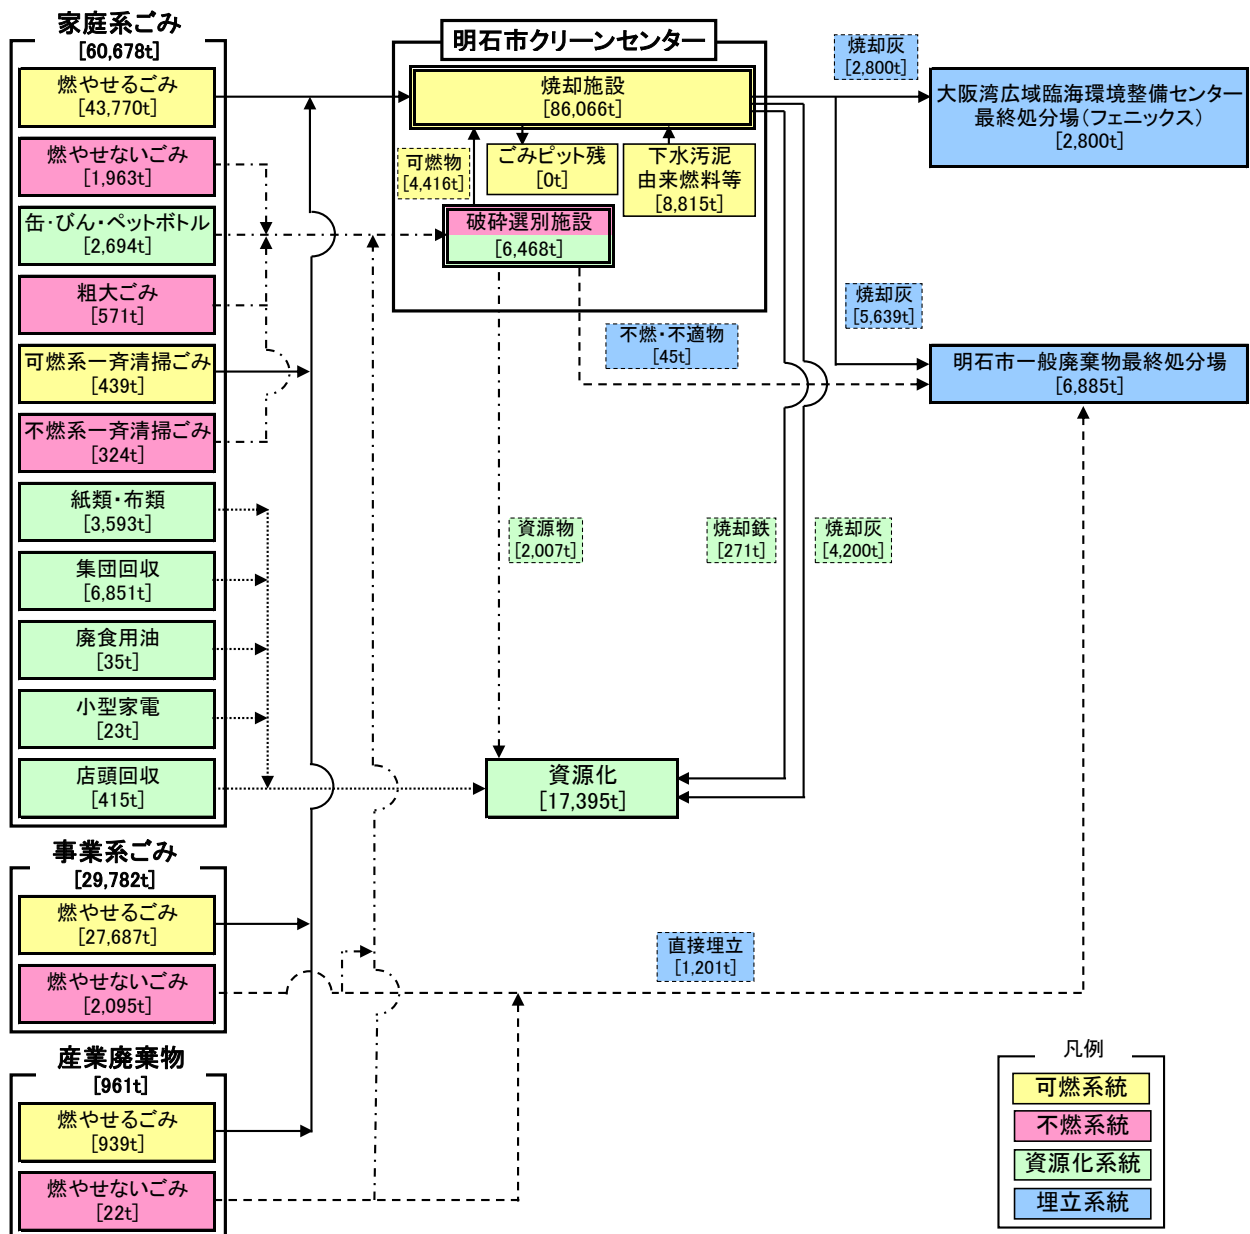 家庭系ごみ
[60,678t]
燃やせるごみ
[43,770t]
燃やせないごみ
[1,963t]
缶・びん・ペットボトル
[2,694t]
粗大ごみ
[571t]
可燃系一斉清掃ごみ
[439t]
不燃系一斉清掃ごみ
[324t]
紙類・布類
[3,593t]
集団回収
[6,851t]
廃食用油
[35t]
小型家電
[23t]
店頭回収
[415t]
事業系ごみ
[29,782t]
燃やせるごみ
[27,687t]
燃やせないごみ
[2,095t]
産業廃棄物
[961t]
燃やせるごみ
[939t]
燃やせないごみ
[22t]
明石市クリーンセンター
焼却施設
[86,066t]
可燃物
[4,416t]
ごみピット残
[0t]
下水汚泥
由来燃料等
[8,815t]
破砕選別施設
[6,468t]
不燃・不適物
[45t]
資源物
[2,007t]
焼却鉄
[271t]
焼却灰
[4,200t]
資源化
[17,395t]
直接埋立
[1,201t]
焼却灰
[2,800t]
大阪湾広域臨海環境整備センター
最終処分場(フェニックス)
[2,800t]
焼却灰
[5,639t]
明石市一般廃棄物最終処分場
[6,885t]
凡例
可燃系統
不燃系統
資源化系統
埋立系統